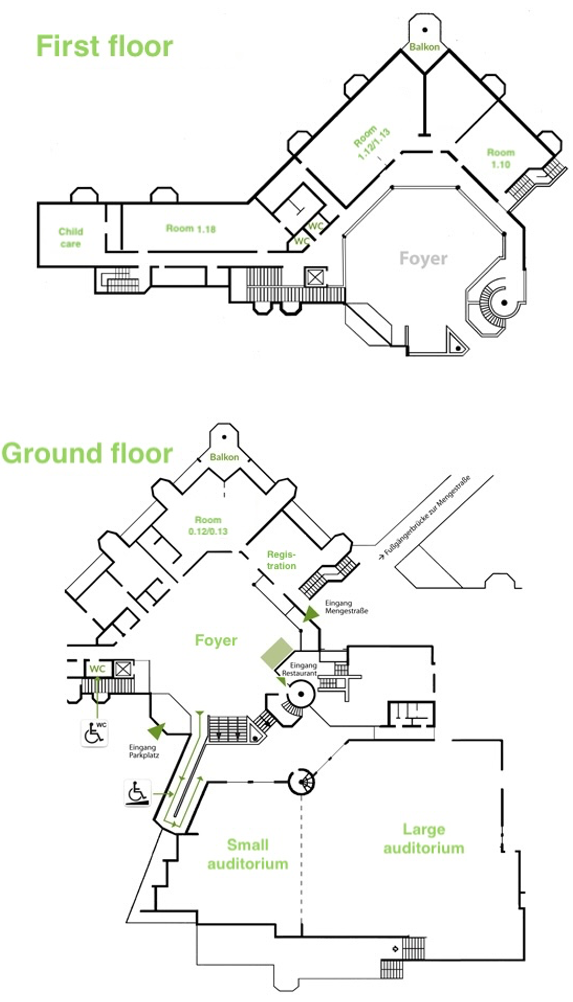 First floor
Balkon
Room
1.12/1.13
Room
1.10
WC
WC
Child
care
Room 1.18
Foyer
Ground floor
Balkon
Room
0.12/0.13
Regis-
tration
Fußgängerbrücke zur Mengestraße
Eingang
Mengestraße
Foyer
Eingang
Restaurant
WC
WC
Eingang
Parkplatz
Small
auditorium
Large
auditorium